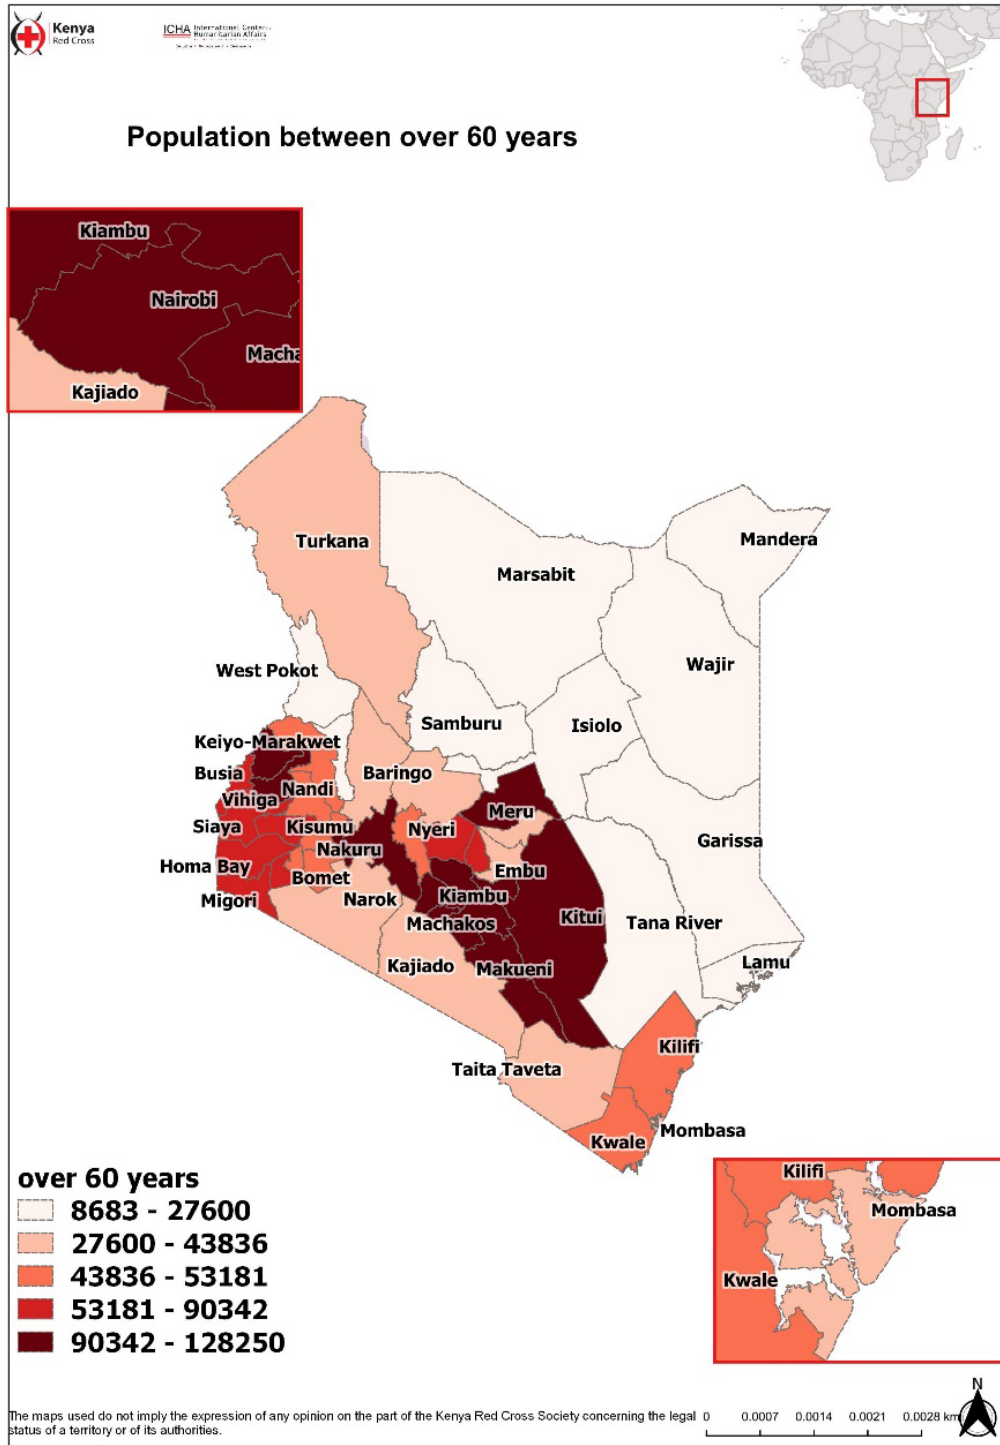 Kenya
Red Cross
ICHA International Center
Humanitarian Affairs
Population between over 60 years
Kiambu
Nairobi
Macha
Kajiado
Turkana
Mandera
Marsabit
Wajir
West Pokot
Samburu
Isiolo
Keiyo-Marakwet
Busia
Baringo
Nandi
Vihiga
Meru
Siaya
Kisumu
Nyeri
Garissa
Nakuru
Homa Bay
Embu
Bomet
Migori
Narok
Kiambu
Kitui
Tana River
Machakos
Lamu
Kajiado
Makueni
Kilifi
Taita Taveta
Mombasa
Kwale
over 60 years
8683 - 27600
27600 - 43836
43836 - 53181
53181 - 90342
90342 - 128250
Kilifi
Mombasa
Kwale
N
The maps used do not imply the expression of any opinion on the part of the Kenya Red Cross Society concerning the legal
status of a territory or of its authorities.
0 0.0007 0.0014 0.0021 0.0028 km